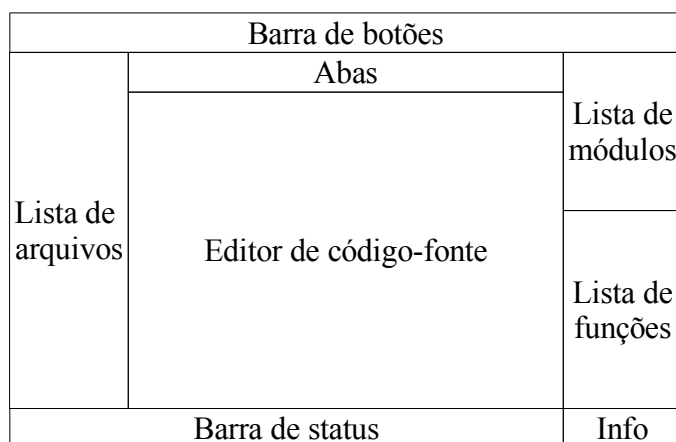 Barra de botões
Abas
Lista de
módulos
Lista de
arquivos
Editor de código-fonte
Lista de
funções
Barra de status
Info